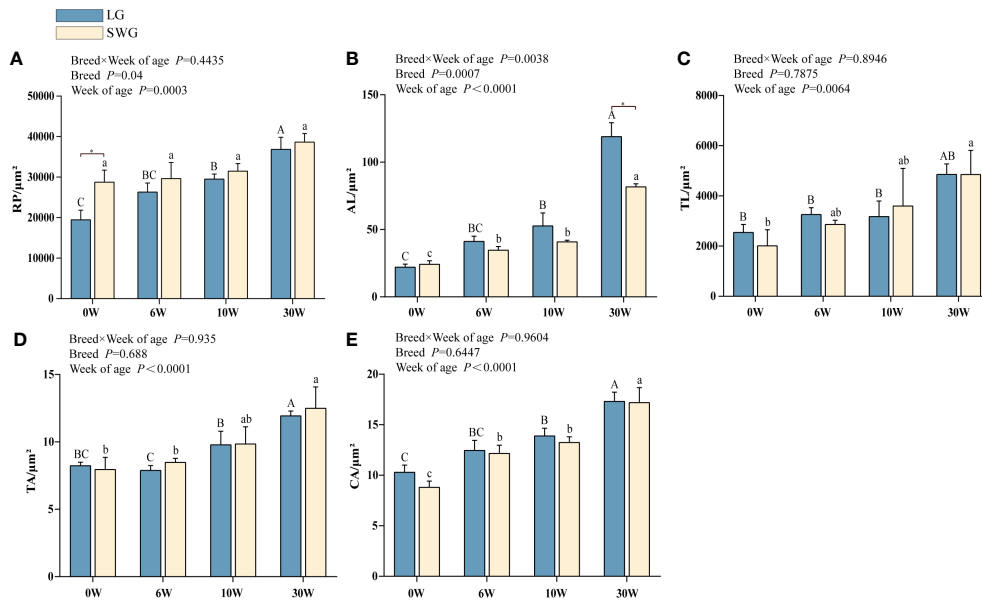 LG
SWG
A
Breed×Week of age P=0.4435
Breed P=0.04
Week of age P=0.0003
RP/μm²
50000
40000
30000
20000
10000
0
C
*
a
BC
a
B
a
A
a
0W
6W
10W
30W
B
Breed×Week of age P=0.0038
Breed P=0.0007
Week of age P<0.0001
AL/μm²
150
100
50
0
C
c
BC
b
B
b
A
*
a
0W
6W
10W
30W
C
Breed×Week of age P=0.8946
Breed P=0.7875
Week of age P=0.0064
TL/μm²
8000
6000
4000
2000
0
B
b
B
ab
B
ab
AB
a
0W
6W
10W
30W
D
Breed×Week of age P=0.935
Breed P=0.688
Week of age P<0.0001
TA/μm²
15
10
5
0
BC
b
C
b
B
ab
A
a
0W
6W
10W
30W
E
Breed×Week of age P=0.9604
Breed P=0.6447
Week of age P<0.0001
CA/μm²
20
15
10
5
0
C
c
BC
b
B
b
A
a
0W
6W
10W
30W